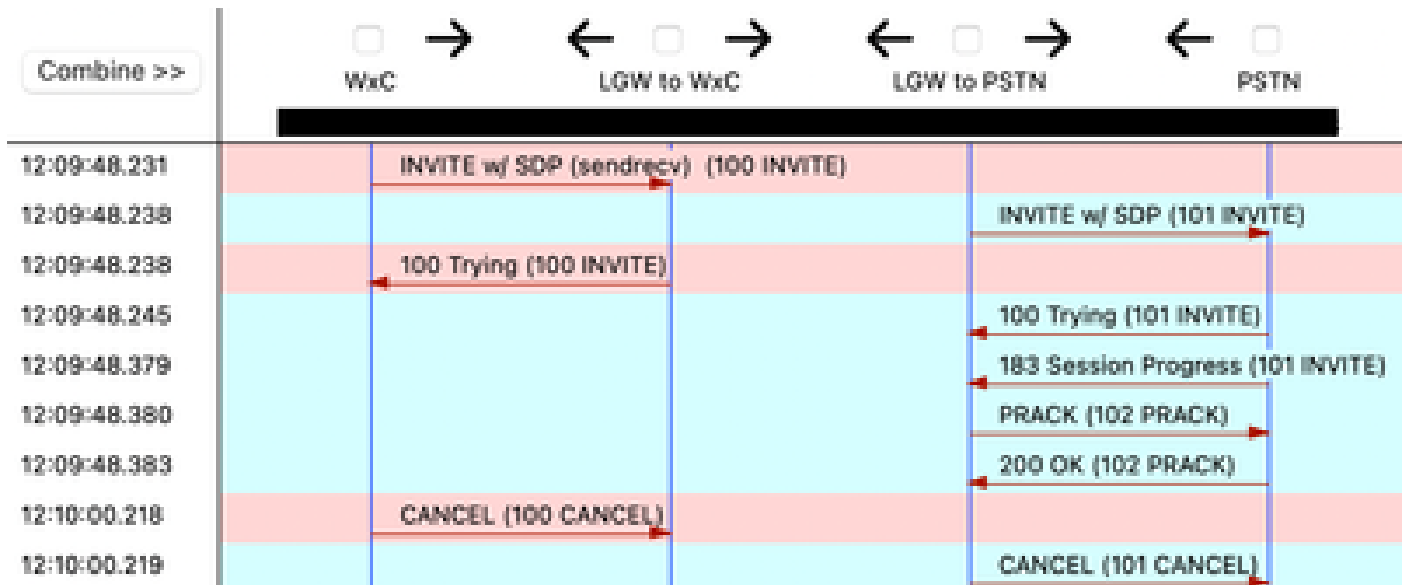 Combine >>
WxC
LGW to WxC
LGW to PSTN
PSTN
12:09:48.231 INVITE w/ SDP (sendrecv) (100 INVITE)
12:09:48.238 INVITE w/ SDP (101 INVITE)
12:09:48.238 100 Trying (100 INVITE)
12:09:48.245 100 Trying (101 INVITE)
12:09:48.379 183 Session Progress (101 INVITE)
12:09:48.380 PRACK (102 PRACK)
12:09:48.383 200 OK (102 PRACK)
12:10:00.218 CANCEL (100 CANCEL)
12:10:00.219 CANCEL (101 CANCEL)